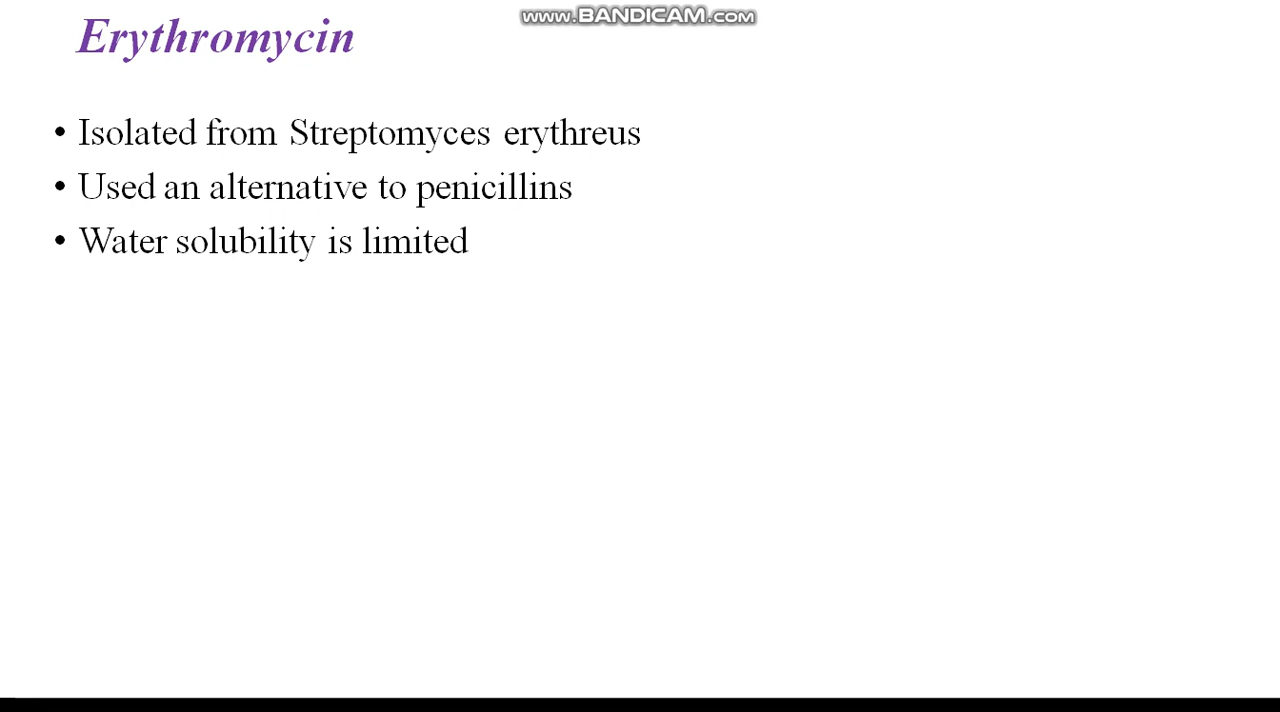 www.BANDICAM.com
Erythromycin
• Isolated from Streptomyces erythreus
• Used an alternative to penicillins
• Water solubility is limited